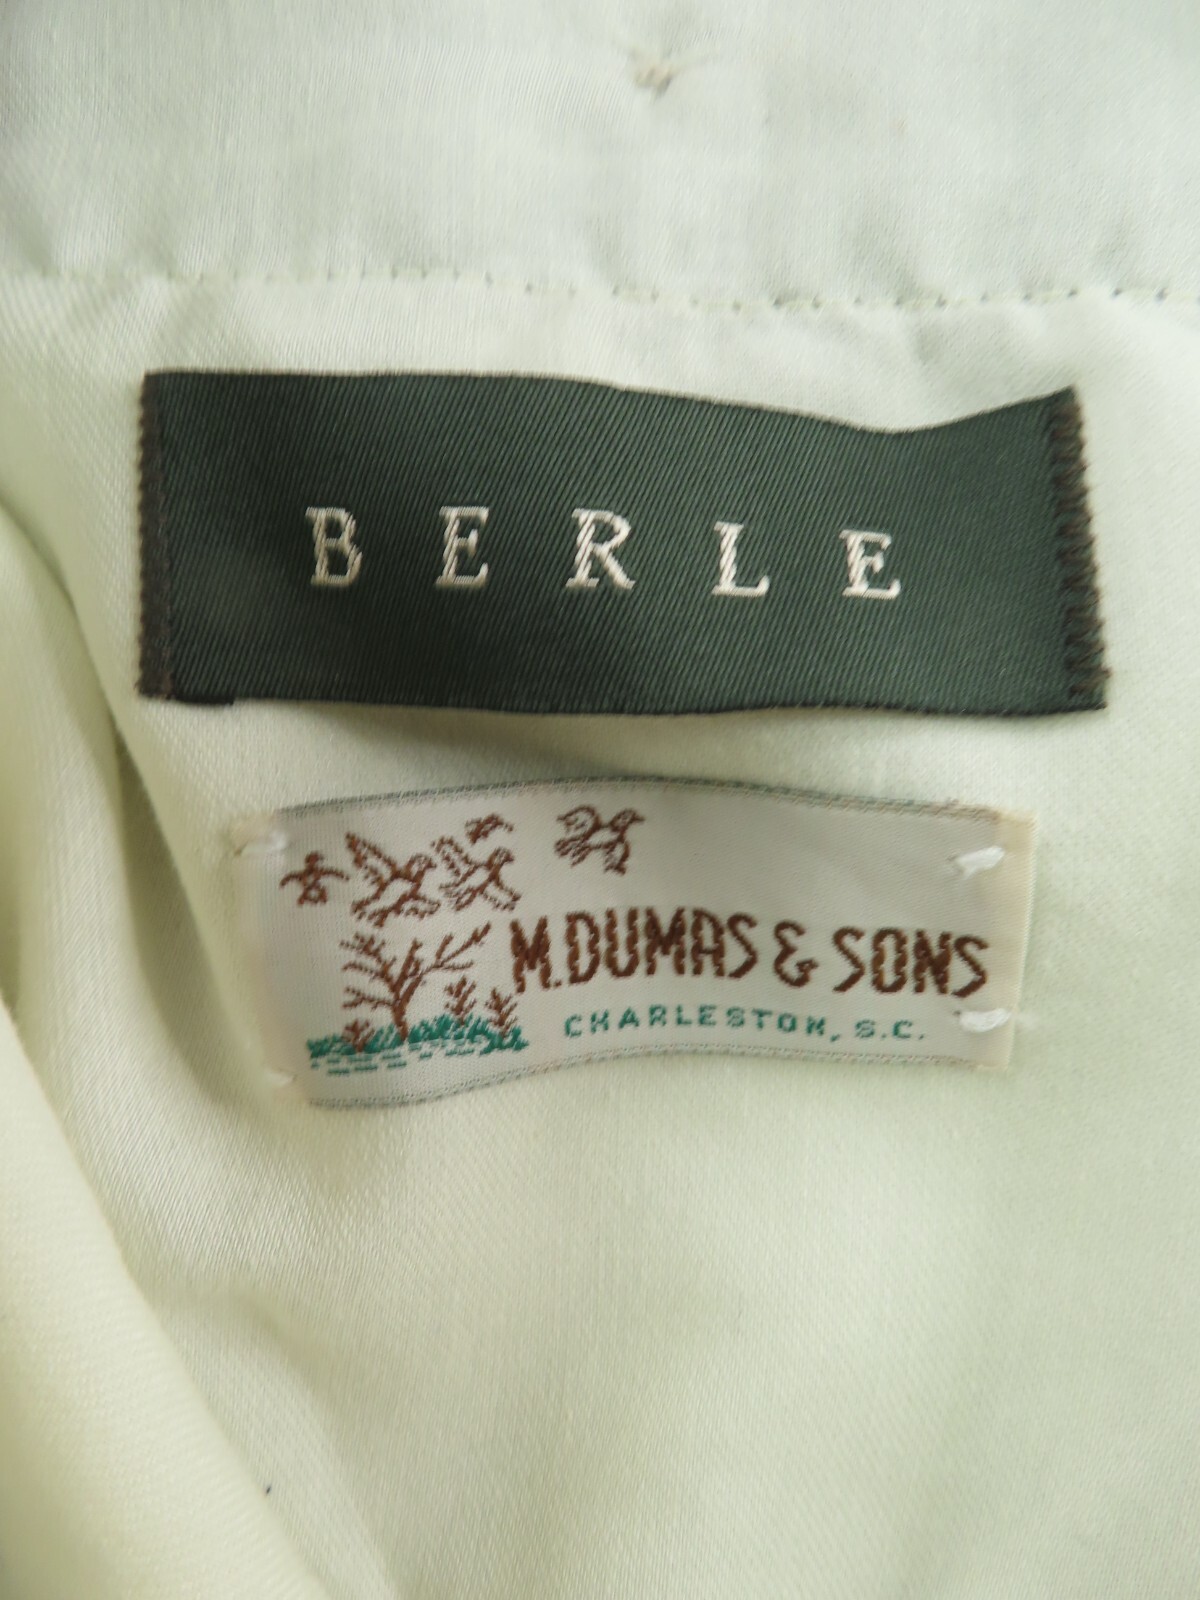 BERLE
M. DUMAS & SONS
CHARLESTON, S.C.